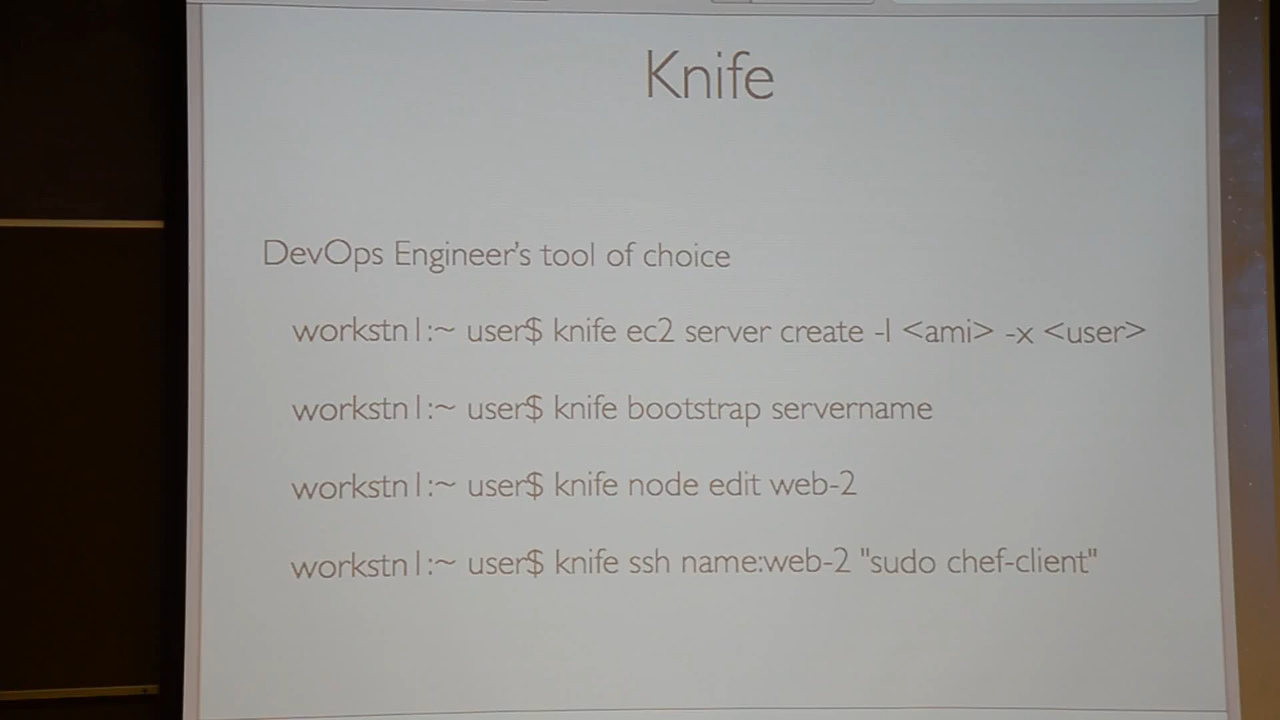 Knife
DevOps Engineer's tool of choice
workstn1:~ user$ knife ec2 server create -I <ami> -x <user>
workstn1:~ user$ knife bootstrap servername
workstn1:~ user$ knife node edit web-2
workstn1:~ user$ knife ssh name:web-2 "sudo chef-client"